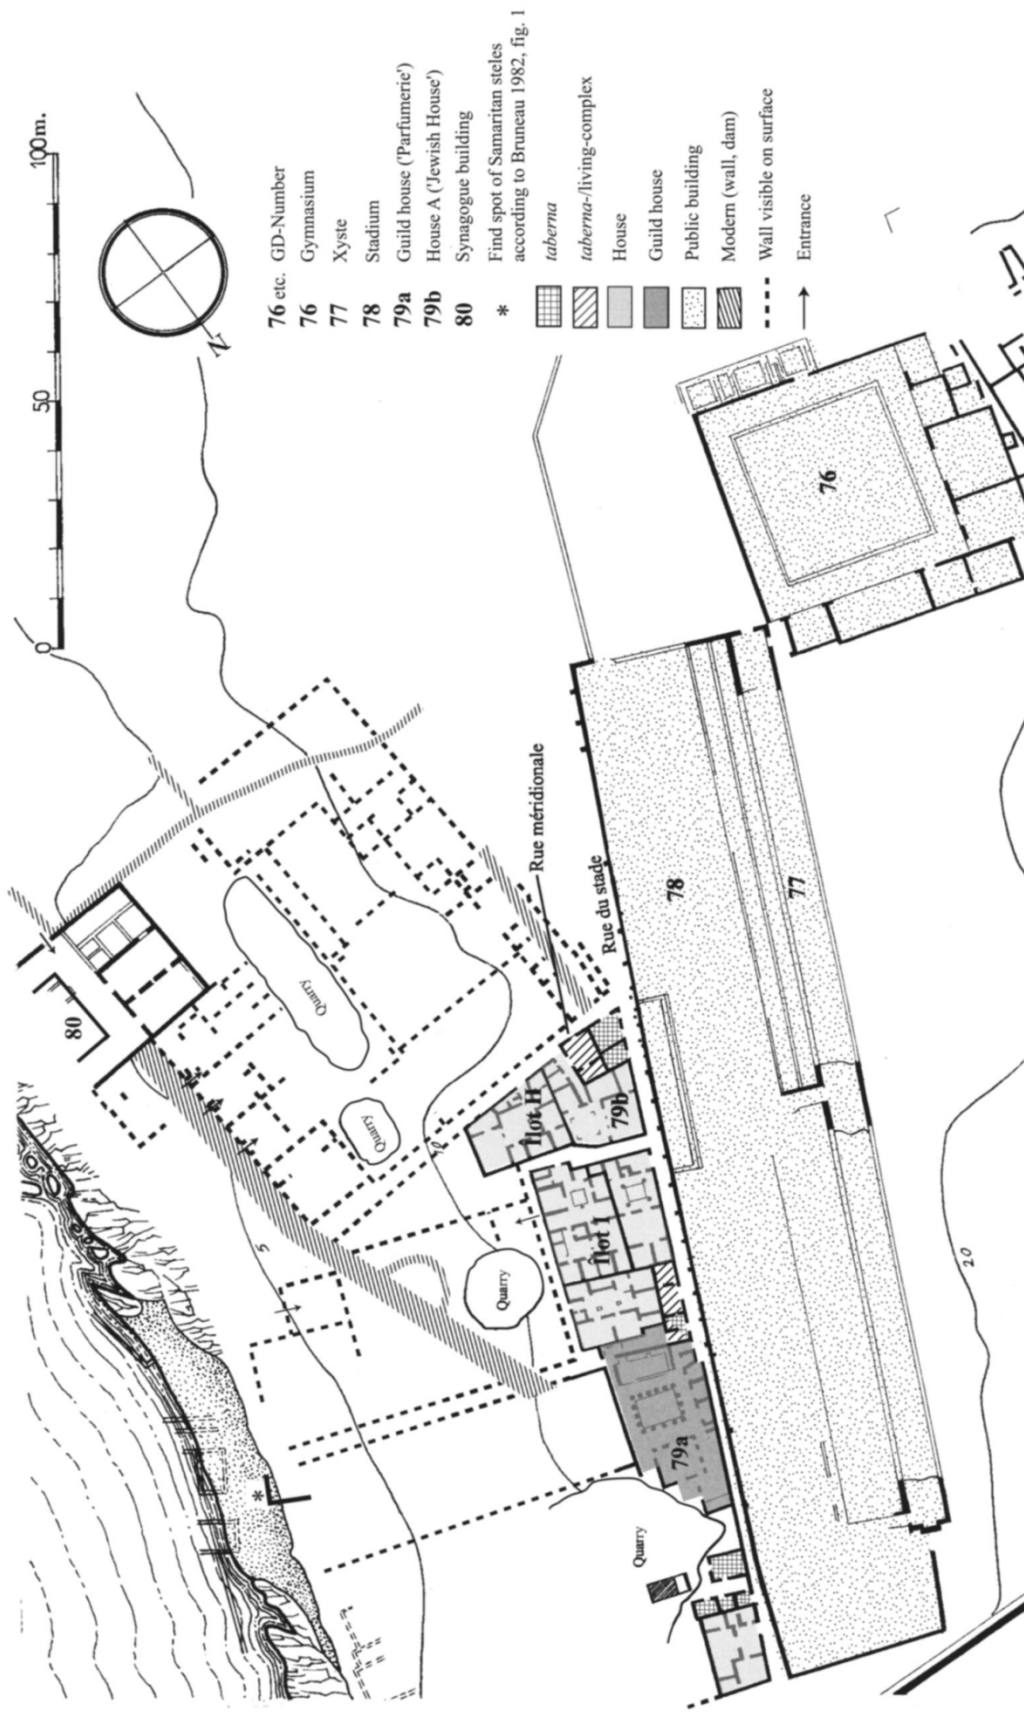 0
50
100m.
N
76 etc. GD-Number
76 Gymnasium
77 Xyste
78 Stadium
79a Guild house ('Parfumerie')
79b House A ('Jewish House')
80 Synagogue building
* Find spot of Samaritan steles
according to Bruneau 1982, fig. 1
taberna
taberna-/living-complex
House
Guild house
Public building
Modern (wall, dam)
Wall visible on surface
Entrance
80
Quarry
Quarry
Quarry
Quarry
5
10
20
*
Rue méridionale
Rue du stade
Îlot H
Îlot I
79b
79a
78
77
76